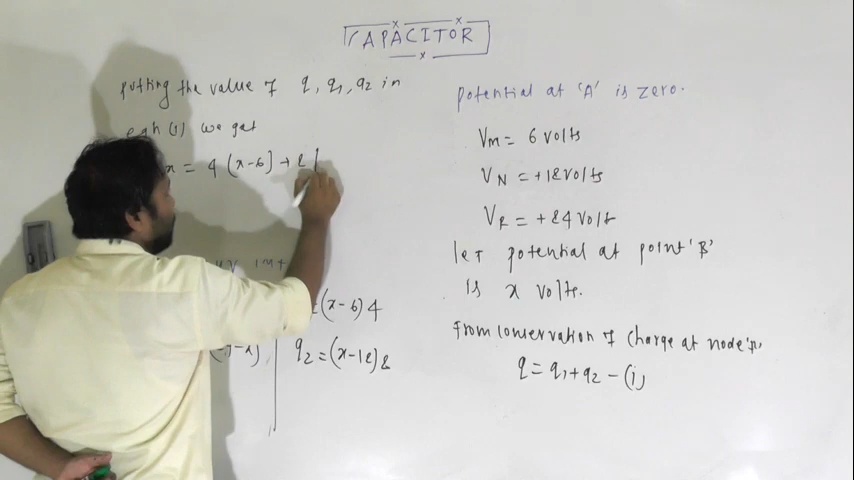 CAPACITOR
putting the value of q, q1, q2 in
eqn (1) we get
x = 4 (x-6) + 2
(x-6) 4
-x)
q2 = (x-12) 2
potential at 'A' is zero.
VM = 6 volts
VN = +12 volts
VR = +24 volt
let potential at point 'B'
is x volts.
From conservation of charge at node
q = q1 + q2 - (i)